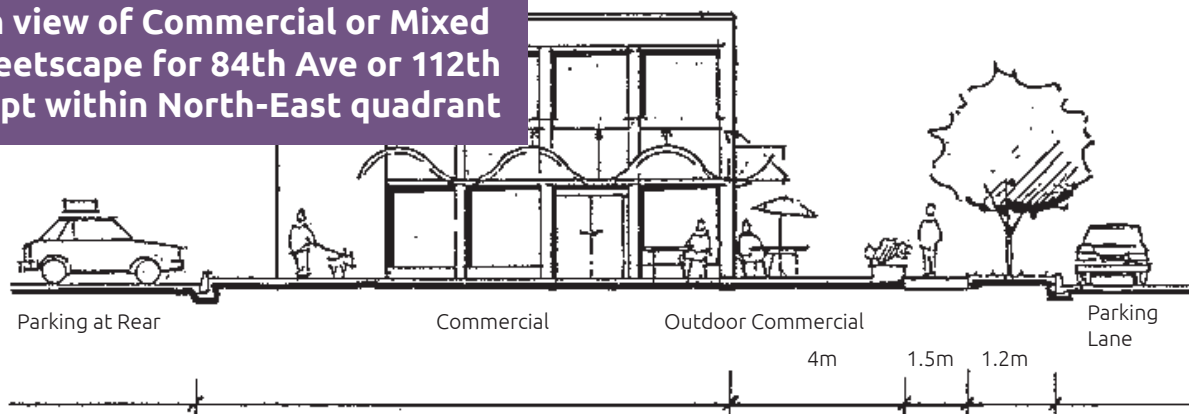 view of Commercial or Mixed
eetscape for 84th Ave or 112th
pt within North-East quadrant
Parking at Rear
Commercial
Outdoor Commercial
Parking
Lane
4m
1.5m
1.2m